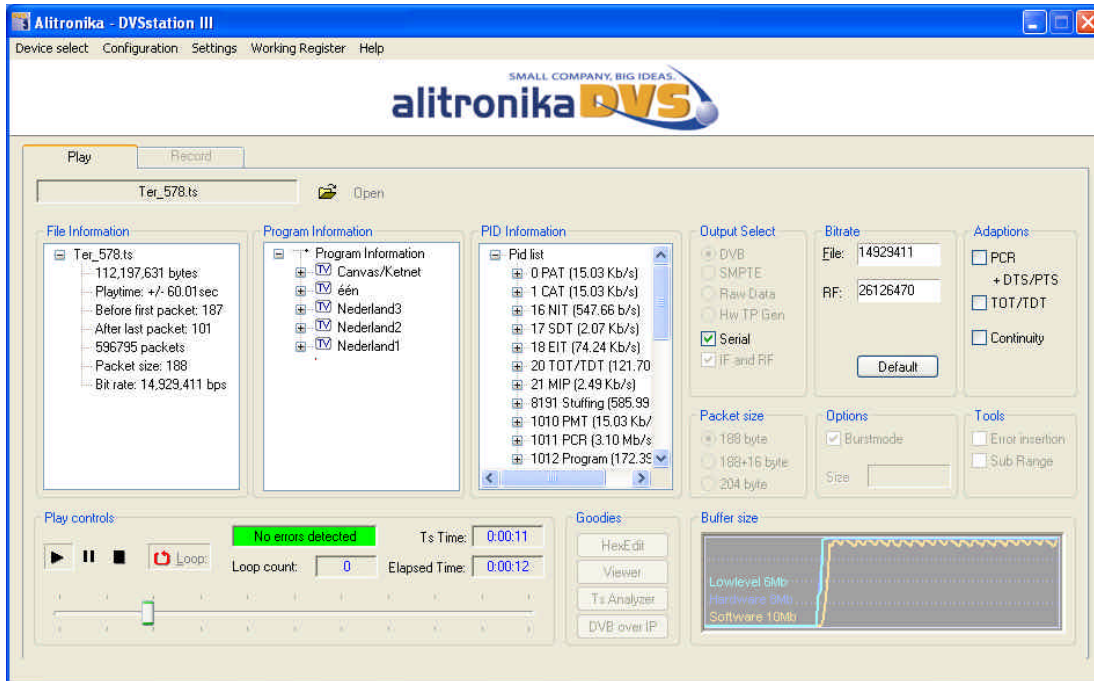 Alitronika - DVSstation III
Device select Configuration Settings Working Register Help
SMALL COMPANY, BIG IDEAS.
alitronika DVS
Play Record
Ter_578.ts Open
File Information
Ter_578.ts
112,197,631 bytes
Playtime: +/- 60.01sec
Before first packet: 187
After last packet: 101
596795 packets
Packet size: 188
Bit rate: 14,929,411 bps
Program Information
Program Information
Canvas/Ketnet
één
Nederland3
Nederland2
Nederland1
PID Information
Pid list
0 PAT (15.03 Kb/s)
1 CAT (15.03 Kb/s)
16 NIT (547.66 b/s)
17 SDT (2.07 Kb/s)
18 EIT (74.24 Kb/s)
20 TOT/TDT (121.70
21 MIP (2.49 Kb/s)
8191 Stuffing (585.99
1010 PMT (15.03 Kb/
1011 PCR (3.10 Mb/s
1012 Program (172.39
Output Select
DVB
SMPTE
Raw Data
Hw TP Gen
Serial
IF and RF
Bitrate
File: 14929411
RF: 26126470
Default
Adaptions
PCR
+ DTS/PTS
TOT/TDT
Continuity
Packet size
188 byte
188+16 byte
204 byte
Options
Burstmode
Size
Tools
Error insertion
Sub Range
Play controls
Loop:
No errors detected
Loop count: 0
Ts Time: 0:00:11
Elapsed Time: 0:00:12
Goodies
HexEdit
Viewer
Ts Analyzer
DVB over IP
Buffer size
Lowlevel 6Mb
Hardware 8Mb
Software 10Mb